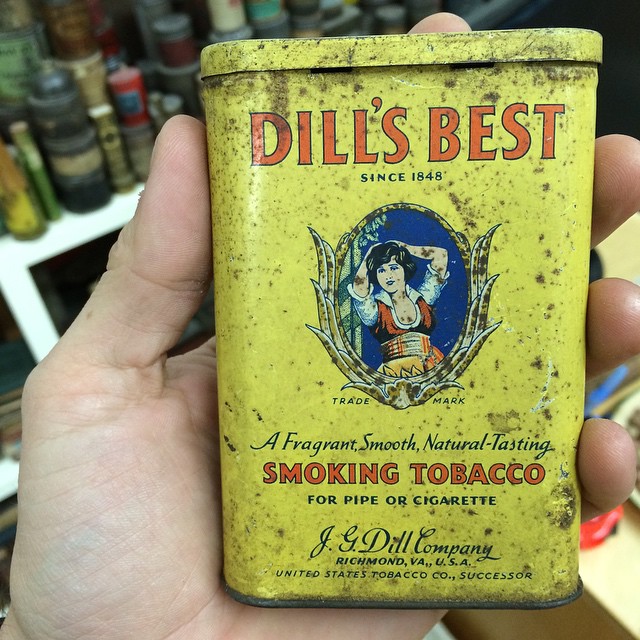 DILL'S BEST
SINCE 1848
TRADE MARK
A Fragrant, Smooth, Natural-Tasting
SMOKING TOBACCO
FOR PIPE OR CIGARETTE
J. G. Dill Company
RICHMOND, VA., U.S.A.
UNITED STATES TOBACCO CO., SUCCESSOR